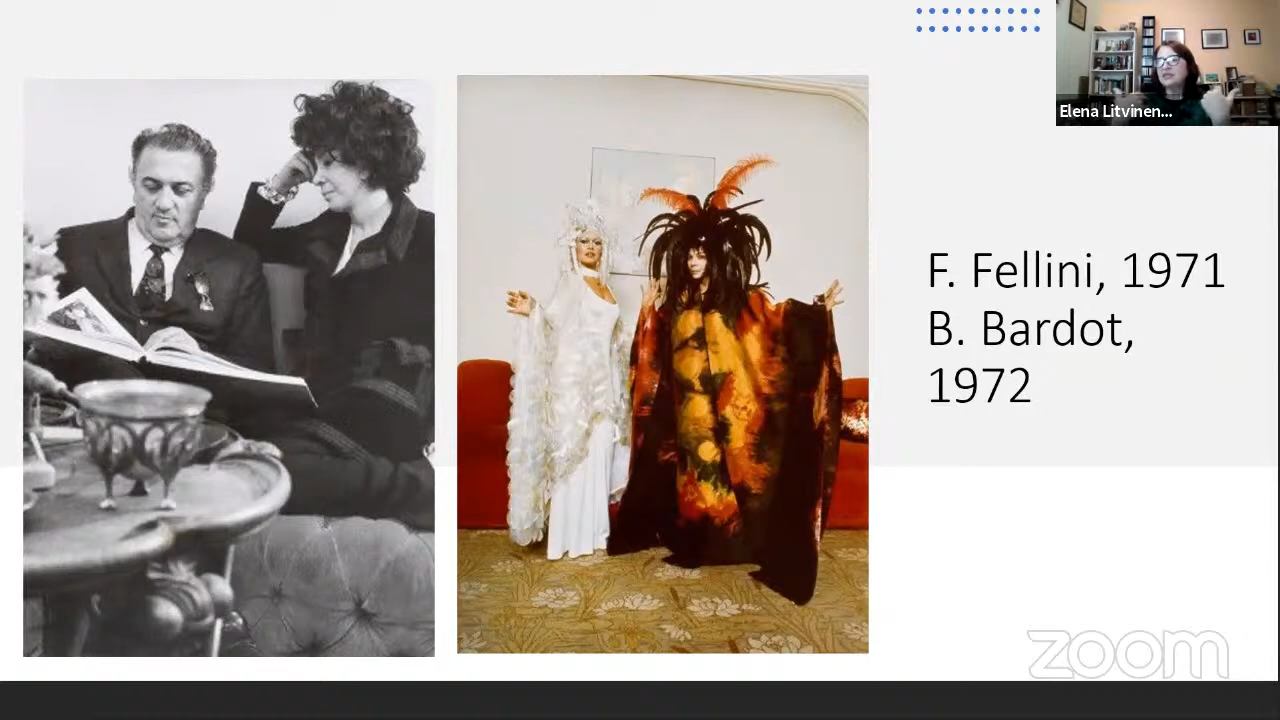 Elena Litvinen...
F. Fellini, 1971
B. Bardot,
1972
zoom